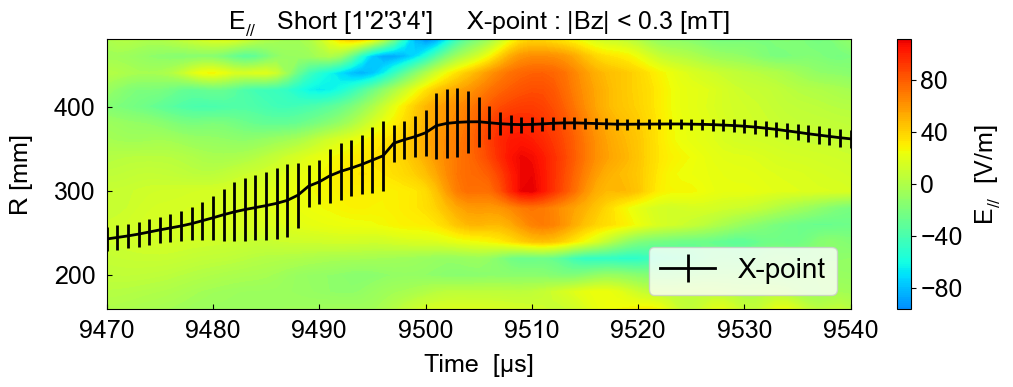 E// Short [1'2'3'4'] X-point : |Bz| < 0.3 [mT]
400
300
200
R [mm]
X-point
9470 9480 9490 9500 9510 9520 9530 9540
Time [μs]
80
40
0
−40
−80
E// [V/m]